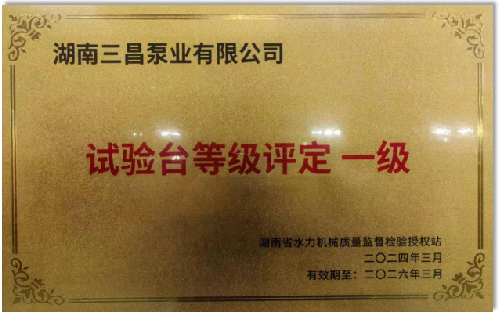 湖南三昌泵业有限公司
试验台等级评定 一级
湖南省水力机械质量监督检验授权站
二〇二四年三月
有效期至：二〇二六年三月